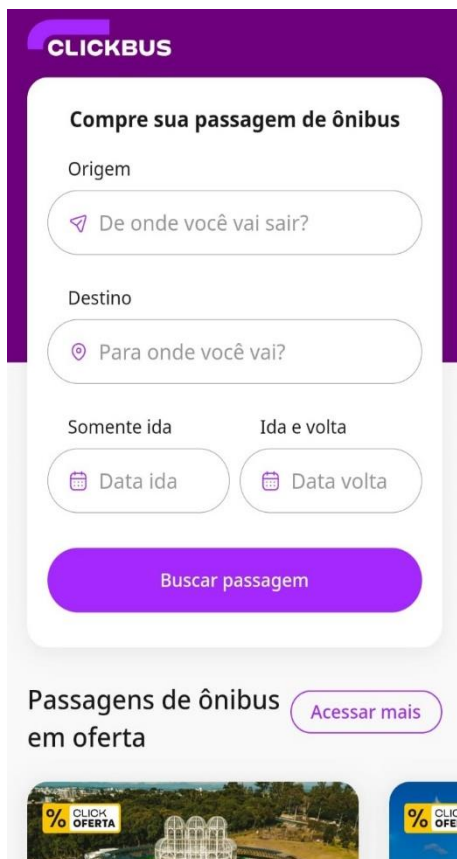 CLICKBUS
Compre sua passagem de ônibus
Origem
De onde você vai sair?
Destino
Para onde você vai?
Somente ida
Ida e volta
Data ida
Data volta
Buscar passagem
Passagens de ônibus
em oferta
Acessar mais
% CLICK
OFERTA
%